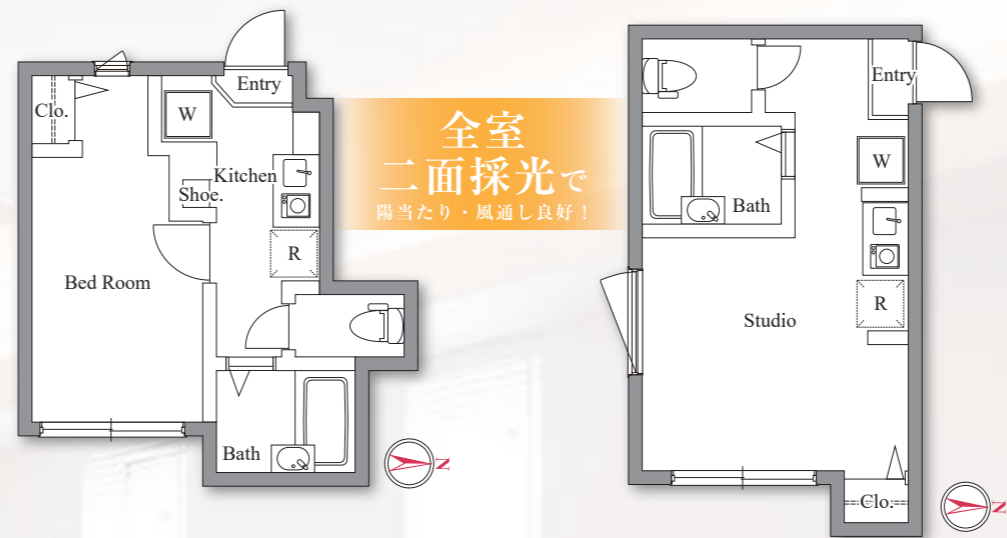 Entry
Clo.
W
Kitchen
Shoe.
R
Bed Room
Bath
N
全室
二面採光で
陽当たり・風通し良好！
Entry
W
Bath
R
Studio
Clo.
N